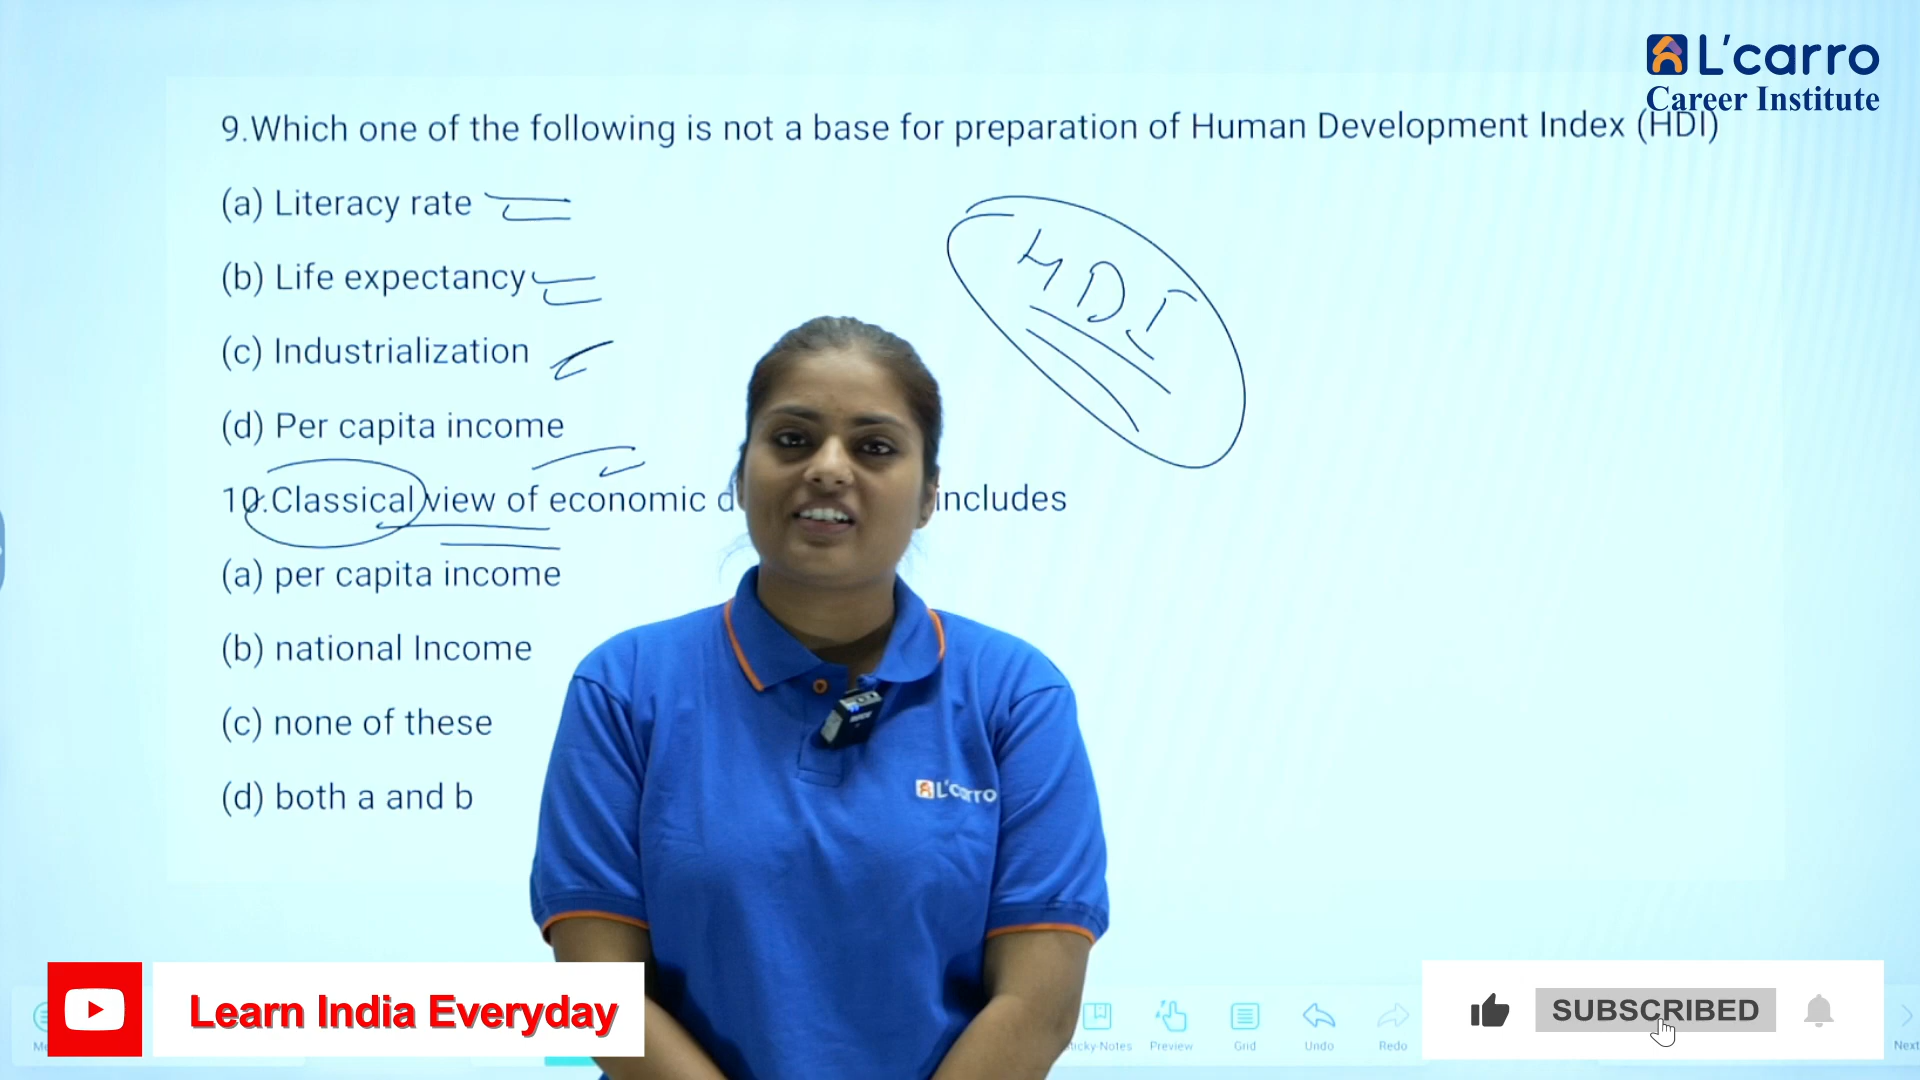 L'carro
Career Institute
9.Which one of the following is not a base for preparation of Human Development Index (HDI)
(a) Literacy rate
(b) Life expectancy
HDI
(c) Industrialization
(d) Per capita income
10.Classical view of economic d includes
(a) per capita income
(b) national Income
(c) none of these
(d) both a and b
L'carro
Learn India Everyday
SUBSCRIBED
Sticky-Notes Preview Grid Undo Redo Next